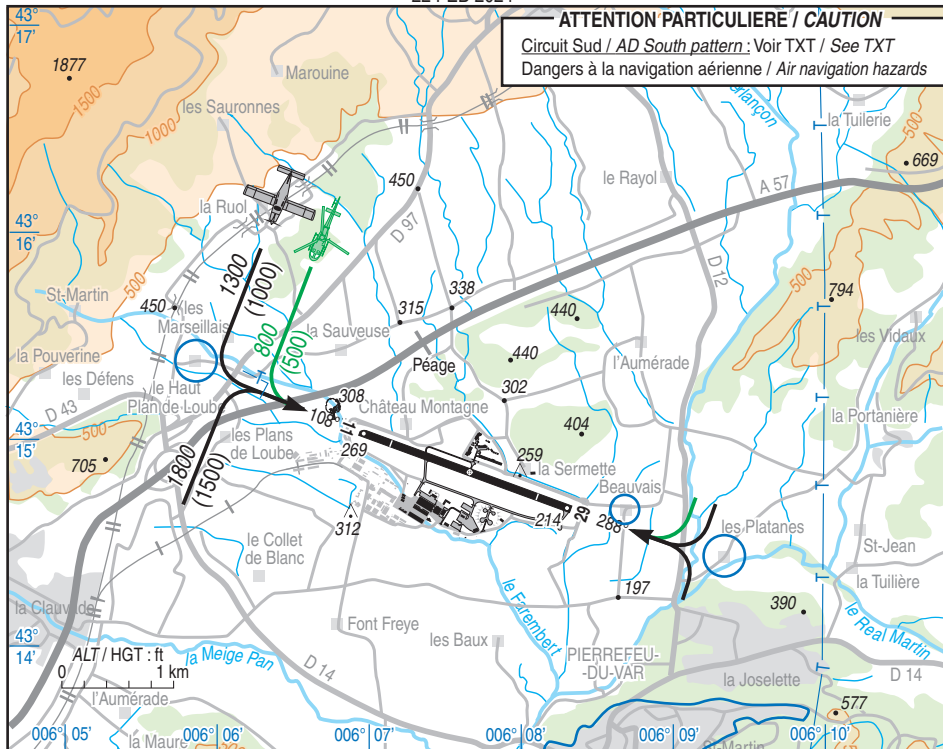 43°
17'
ATTENTION PARTICULIERE / CAUTION
Circuit Sud / AD South pattern : Voir TXT / See TXT
Dangers à la navigation aérienne / Air navigation hazards
1877
1500
Marouine
les Sauronnes
1000
la Tuilerie
500
669
450
le Rayol
A 57
la Ruol
D 97
43°
16'
D 12
1300
(1000)
800
(500)
St-Martin
450
les
Marseillais
315
338
440
794
500
la Sauveuse
les Vidaux
la Pouverine
Péage
440
l'Aumérade
les Défens
le Haut
Plan de Loube
308
302
D 43
108°
Château Montagne
la Portanière
43°
15'
500
11
404
les Plans
de Loube
269
259
705
la Sermette
1800
(1500)
Beauvais
29
214
288°
les Platanes
312
St-Jean
le Collet
de Blanc
la Tuilière
197
la Clauvade
le Farembert
390
le Real Martin
Font Freye
les Baux
43°
14'
la Meige Pan
PIERREFEU-
-DU-VAR
ALT / HGT : ft
0 1 km
D 14
la Joselette
D 14
l'Aumérade
577
006° 05'
006° 06'
006° 07'
006° 08'
006° 09'
006° 10'
la Maure
St-Martin